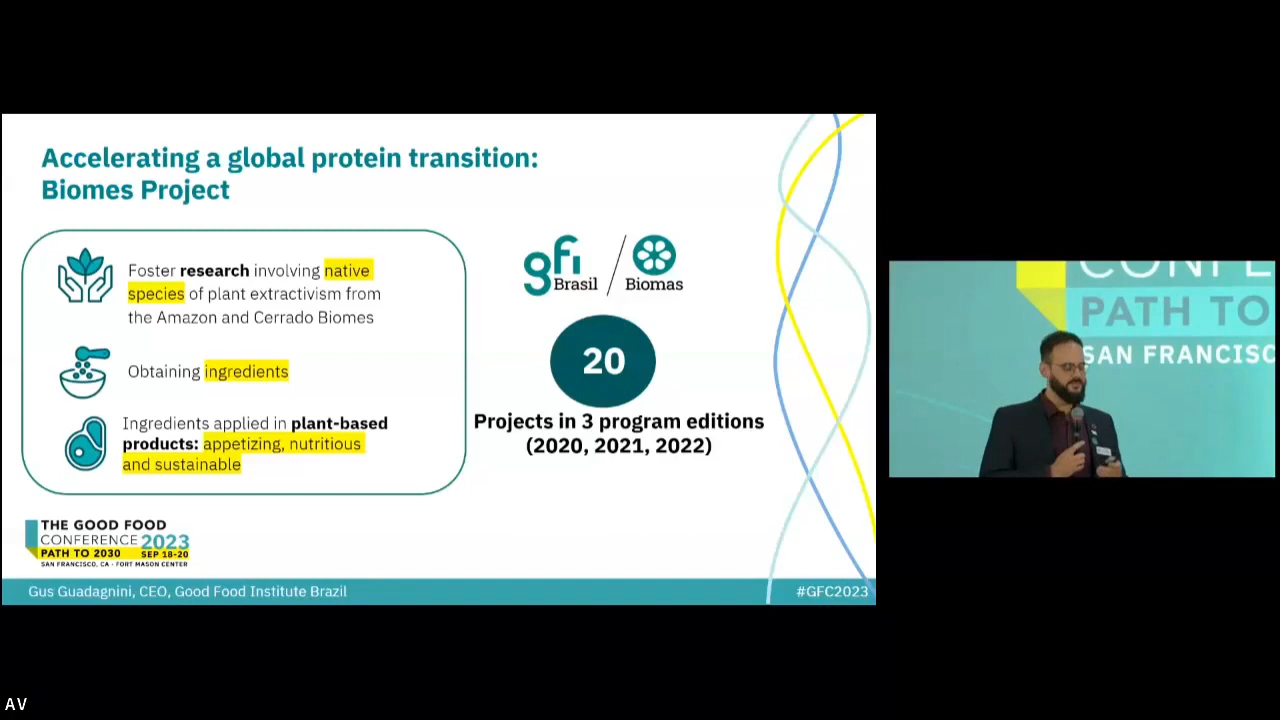 Accelerating a global protein transition:
Biomes Project
Foster research involving native
species of plant extractivism from
the Amazon and Cerrado Biomes
Obtaining ingredients
Ingredients applied in plant-based
products: appetizing, nutritious
and sustainable
gfi
Brasil
Biomas
20
Projects in 3 program editions
(2020, 2021, 2022)
THE GOOD FOOD
CONFERENCE 2023
PATH TO 2030 SEP 18-20
SAN FRANCISCO, CA · FORT MASON CENTER
Gus Guadagnini, CEO, Good Food Institute Brazil
#GFC2023
CONFE
PATH TO
SAN FRANCISC
AV